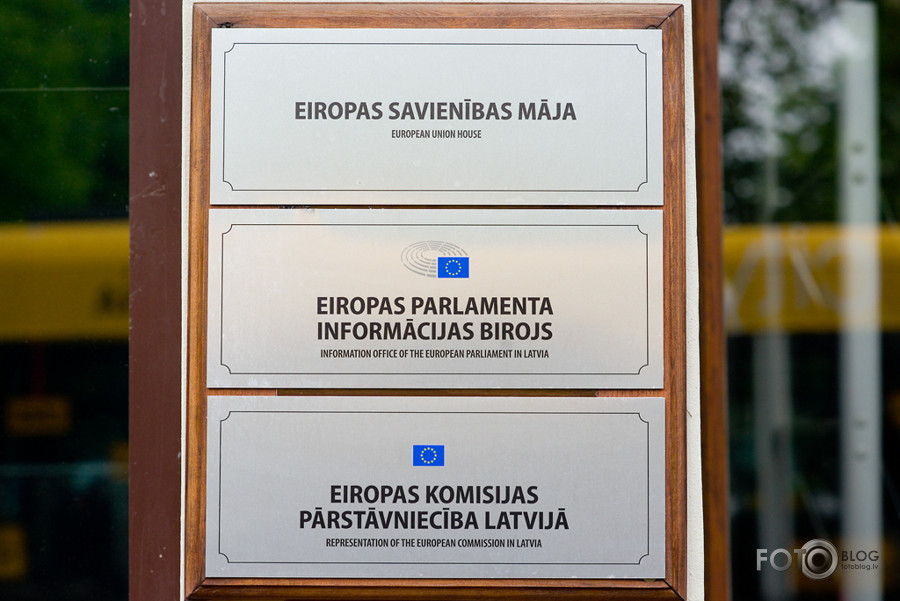 EIROPAS SAVIENĪBAS MĀJA
EUROPEAN UNION HOUSE
EIROPAS PARLAMENTA
INFORMĀCIJAS BIROJS
INFORMATION OFFICE OF THE EUROPEAN PARLIAMENT IN LATVIA
EIROPAS KOMISIJAS
PĀRSTĀVNIECĪBA LATVIJĀ
REPRESENTATION OF THE EUROPEAN COMMISSION IN LATVIA
FOTO BLOG
fotoblog.lv